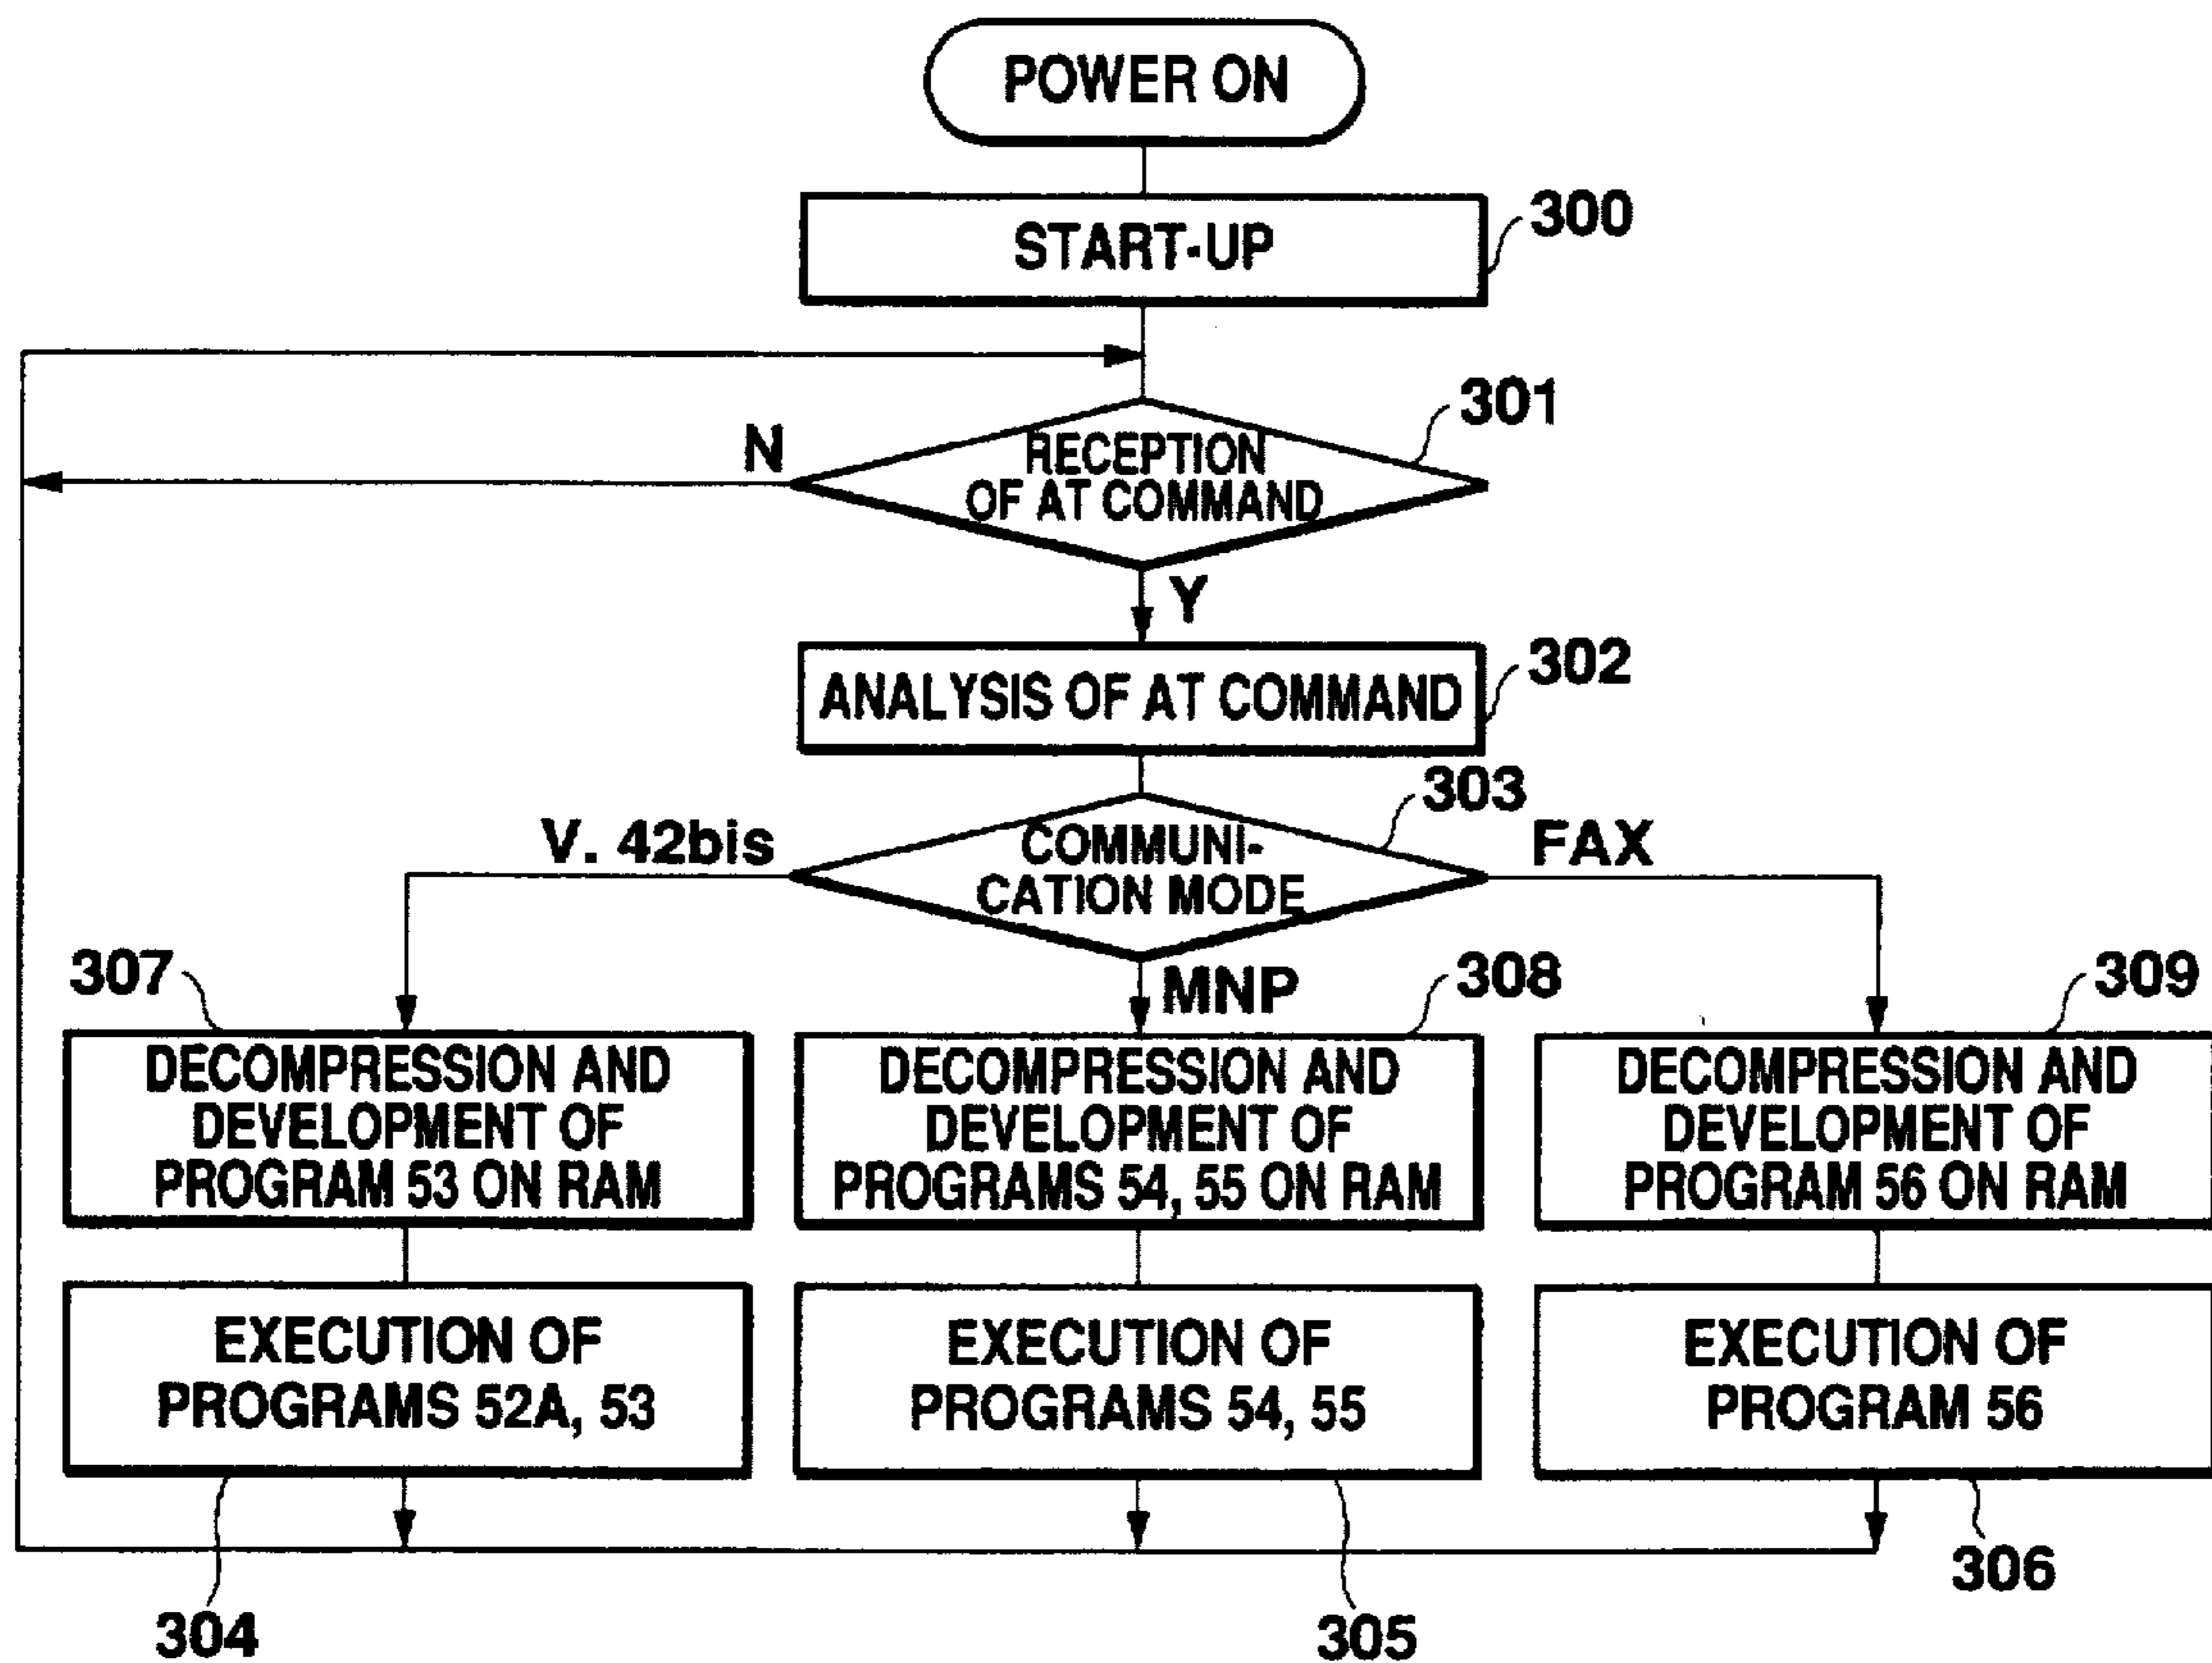 POWER ON
START-UP
300
301
N
RECEPTION
OF AT COMMAND
Y
302
ANALYSIS OF AT COMMAND
303
V. 42bis
COMMUNI-
CATION MODE
FAX
307
MNP
308
309
DECOMPRESSION AND
DEVELOPMENT OF
PROGRAM 53 ON RAM
DECOMPRESSION AND
DEVELOPMENT OF
PROGRAMS 54, 55 ON RAM
DECOMPRESSION AND
DEVELOPMENT OF
PROGRAM 56 ON RAM
EXECUTION OF
PROGRAMS 52A, 53
EXECUTION OF
PROGRAMS 54, 55
EXECUTION OF
PROGRAM 56
304
305
306